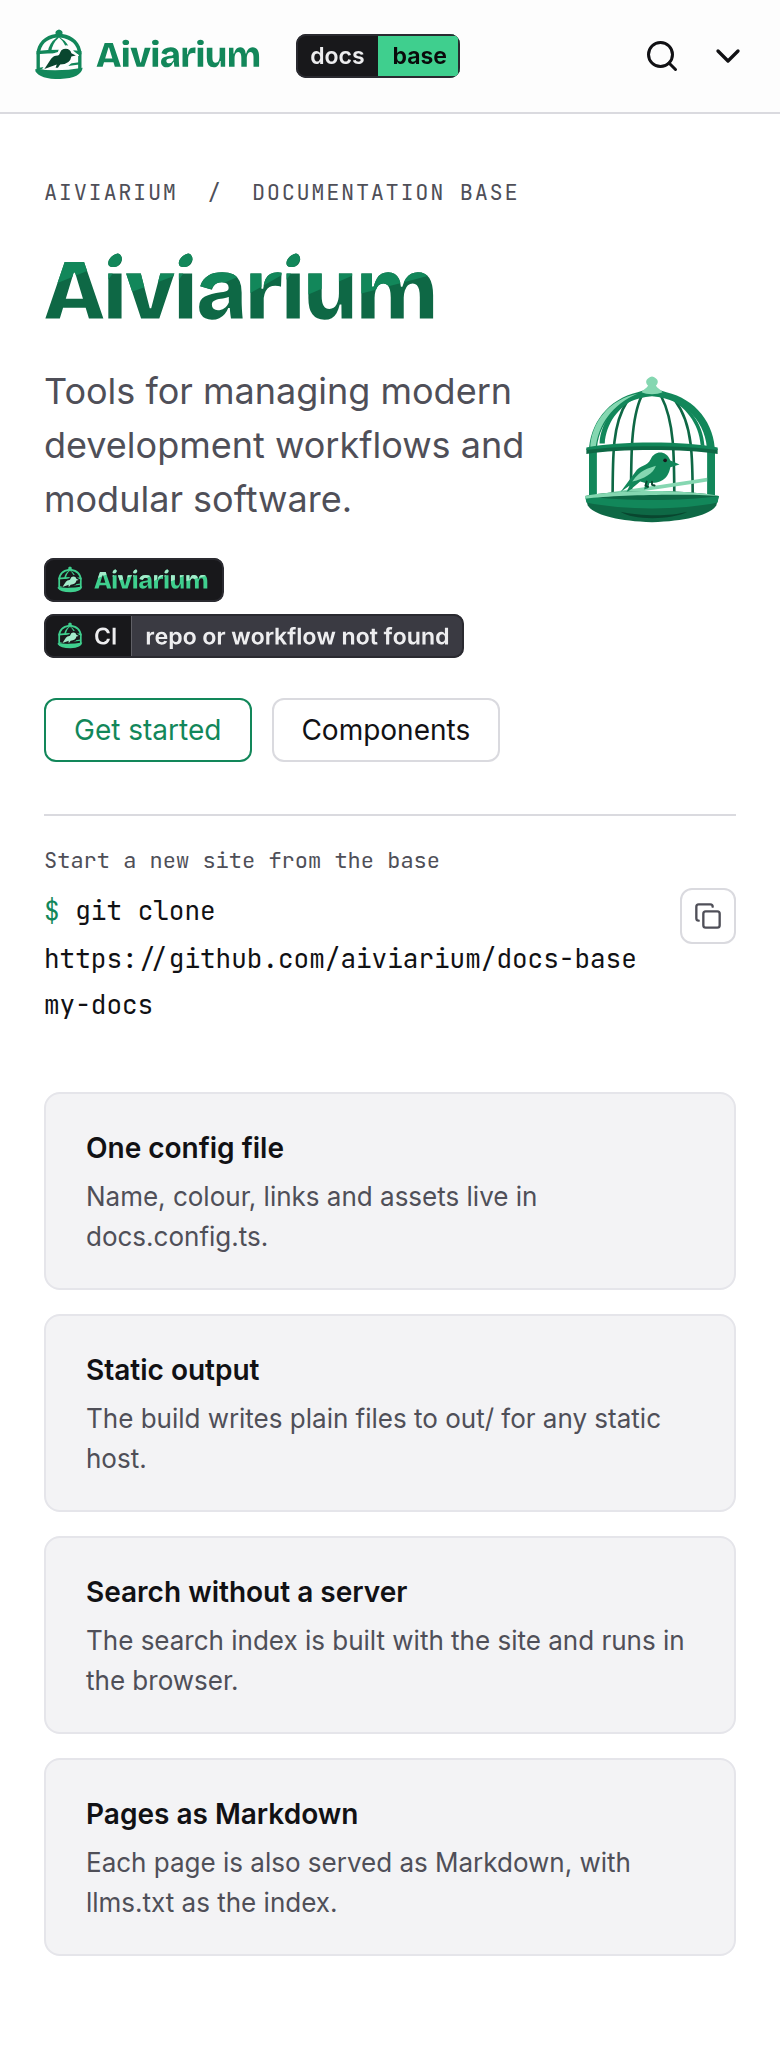 Aiviarium docs base
AIVIARIUM / DOCUMENTATION BASE
Aiviarium
Tools for managing modern
development workflows and
modular software.
Aiviarium
CI repo or workflow not found
Get started Components
Start a new site from the base
$ git clone
https://github.com/aiviarium/docs-base
my-docs
One config file
Name, colour, links and assets live in
docs.config.ts.
Static output
The build writes plain files to out/ for any static
host.
Search without a server
The search index is built with the site and runs in
the browser.
Pages as Markdown
Each page is also served as Markdown, with
llms.txt as the index.